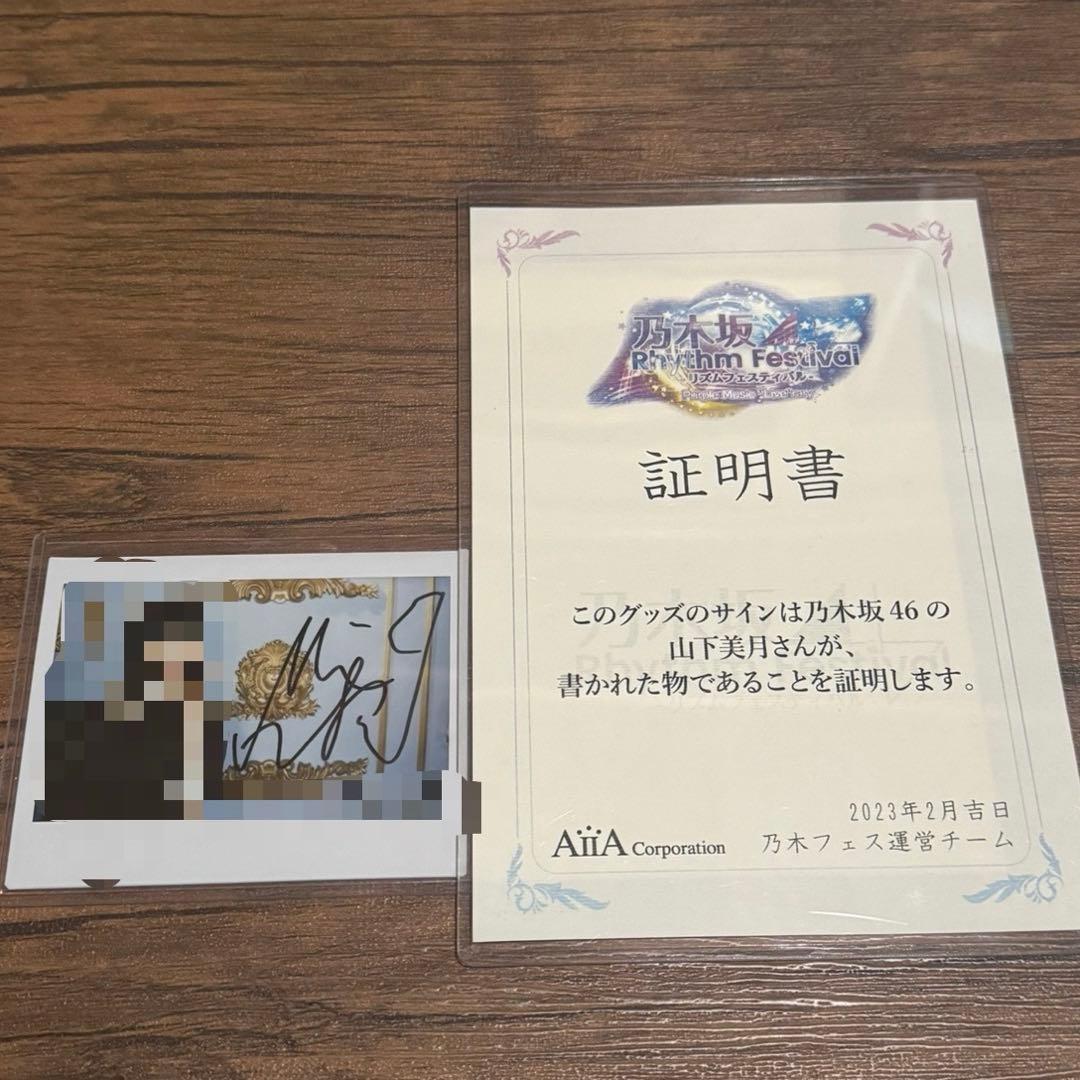 乃木坂
Rhythm Festival
-リズムフェスティバル-
証明書
このグッズのサインは乃木坂46の
山下美月さんが、
書かれた物であることを証明します。
2023年2月吉日
AiiA Corporation 乃木フェス運営チーム